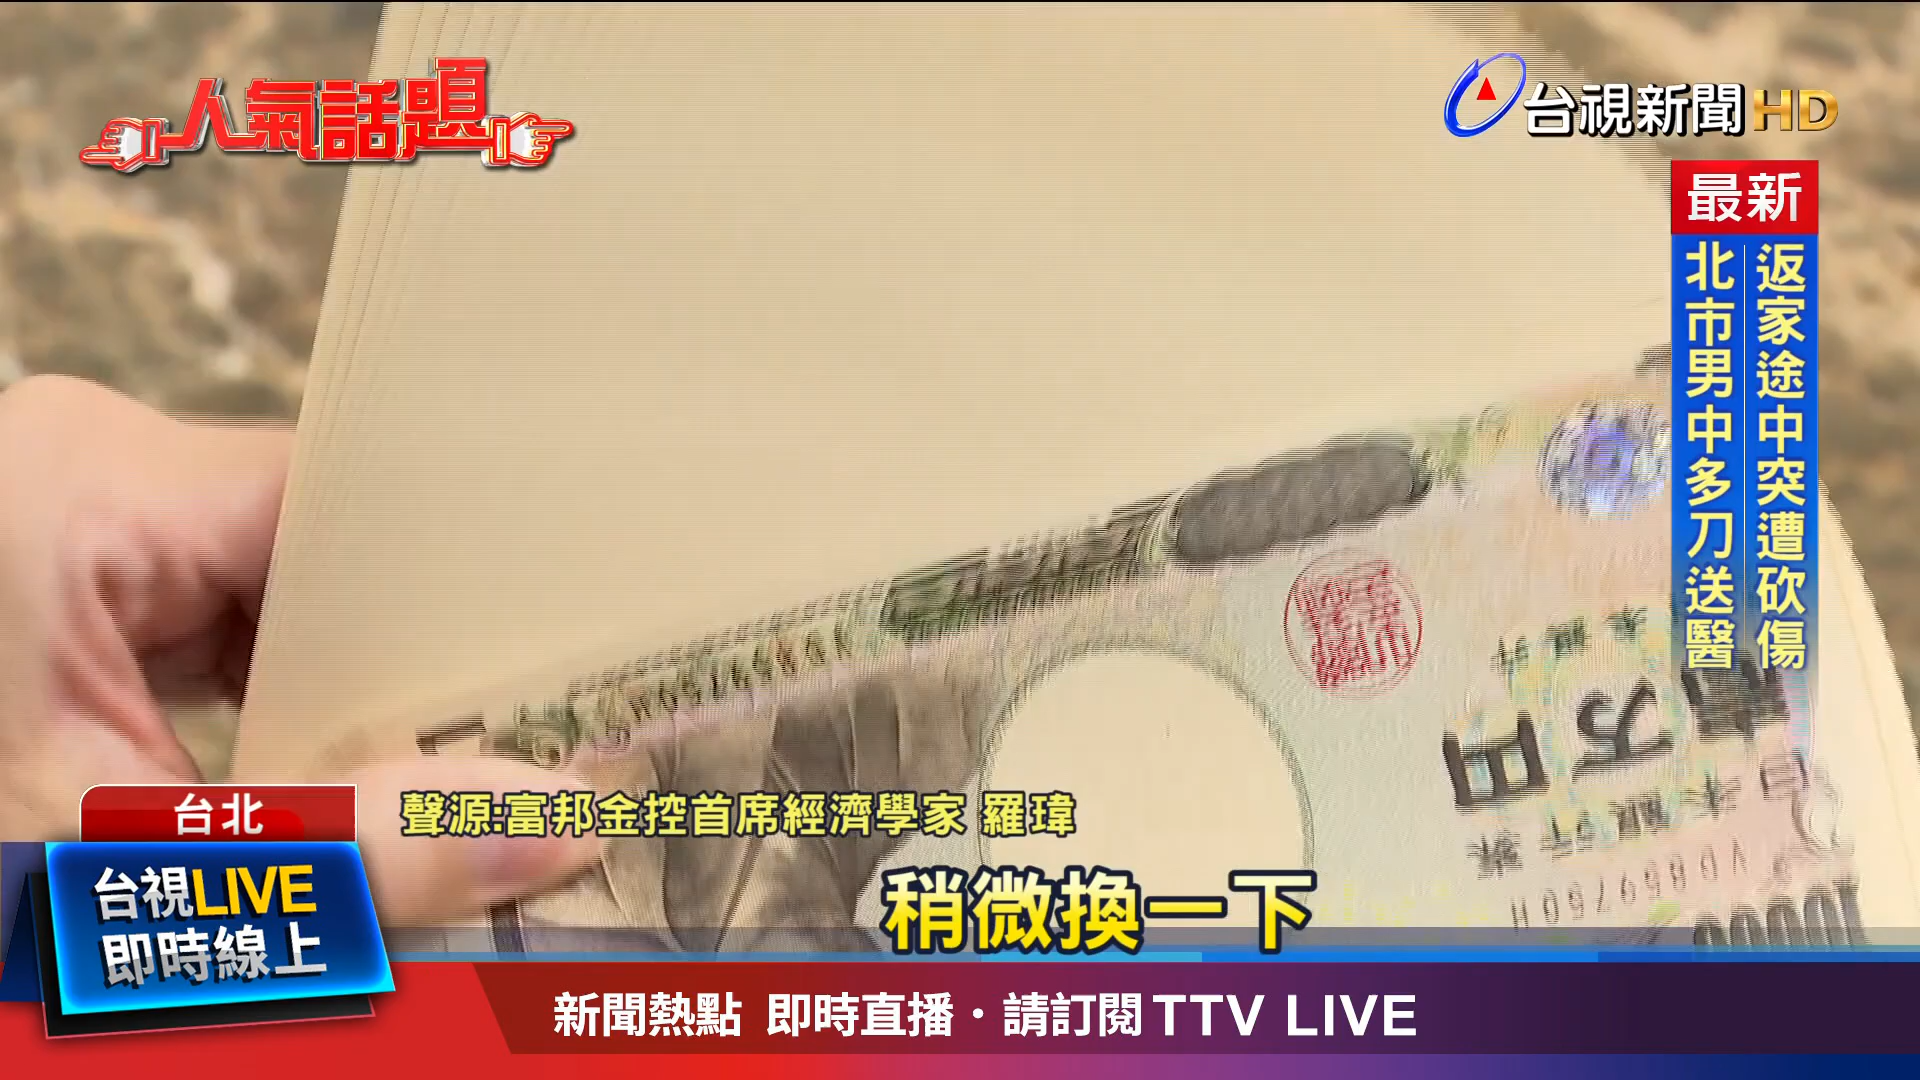 人氣話題
台視新聞HD
最新
返家途中突遭砍傷
北市男中多刀送醫
台北
聲源:富邦金控首席經濟學家 羅瑋
台視LIVE
即時線上
稍微換一下
新聞熱點 即時直播・請訂閱TTV LIVE